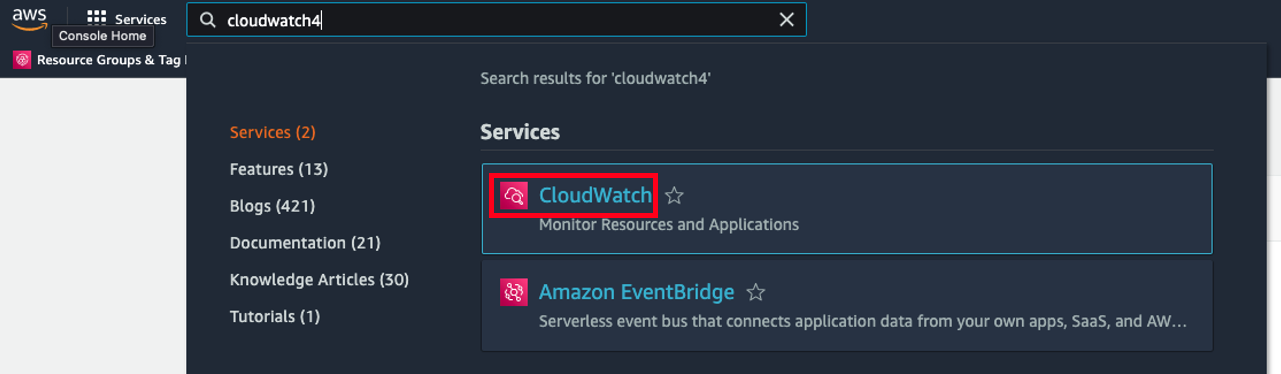 aws
Services
cloudwatch4
Console Home
Resource Groups & Tag
Search results for 'cloudwatch4'
Services (2)
Features (13)
Blogs (421)
Documentation (21)
Knowledge Articles (30)
Tutorials (1)
Services
CloudWatch
Monitor Resources and Applications
Amazon EventBridge
Serverless event bus that connects application data from your own apps, SaaS, and AW...